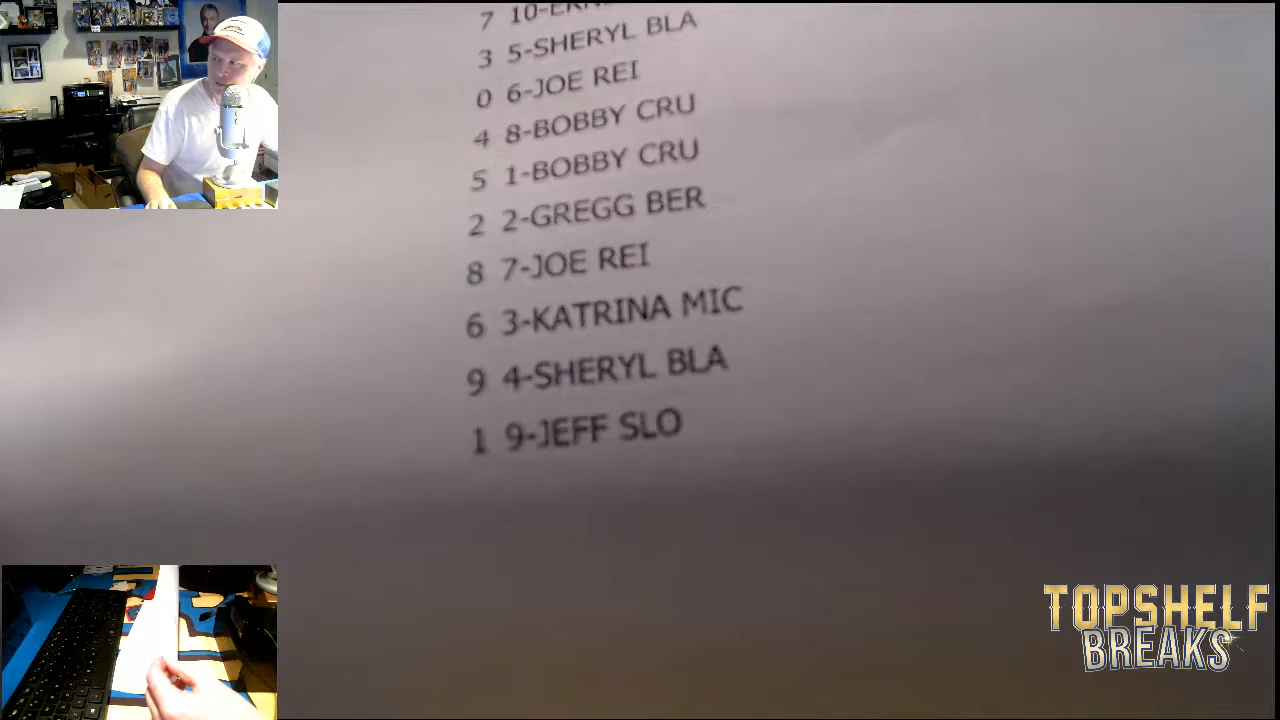 7 10-
3 5-SHERYL BLA
0 6-JOE REI
4 8-BOBBY CRU
5 1-BOBBY CRU
2 2-GREGG BER
8 7-JOE REI
6 3-KATRINA MIC
9 4-SHERYL BLA
1 9-JEFF SLO
TOPSHELF
BREAKS